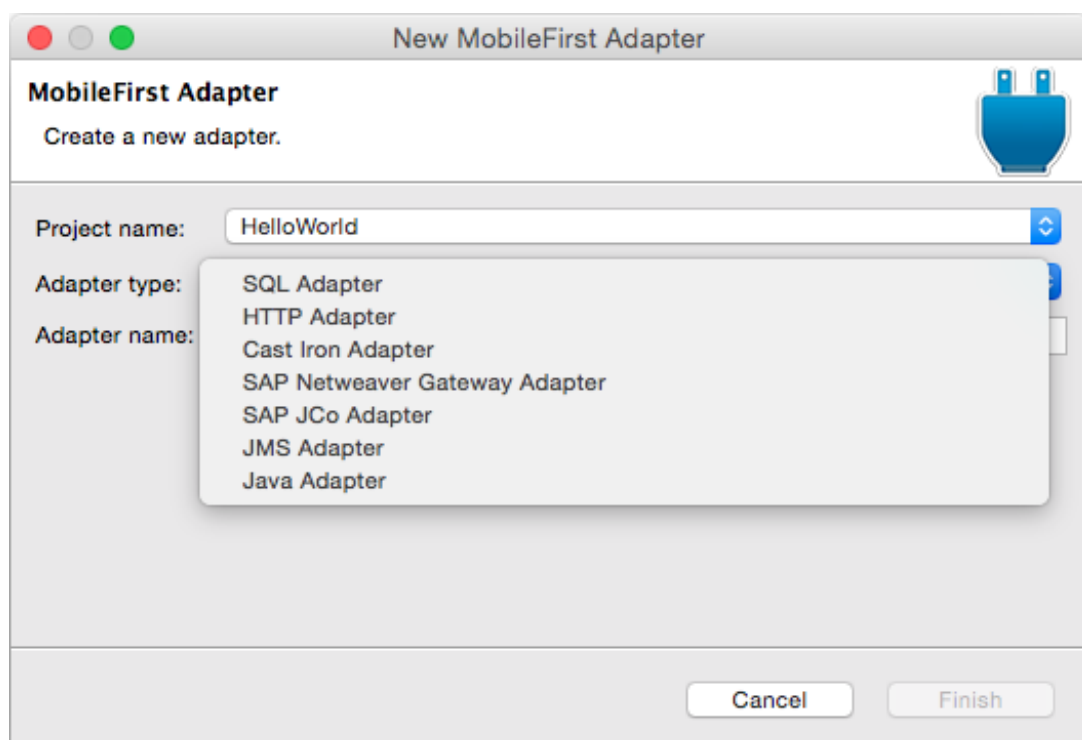 New MobileFirst Adapter
MobileFirst Adapter
Create a new adapter.
Project name: HelloWorld
Adapter type:
SQL Adapter
HTTP Adapter
Adapter name:
Cast Iron Adapter
SAP Netweaver Gateway Adapter
SAP JCo Adapter
JMS Adapter
Java Adapter
Cancel Finish